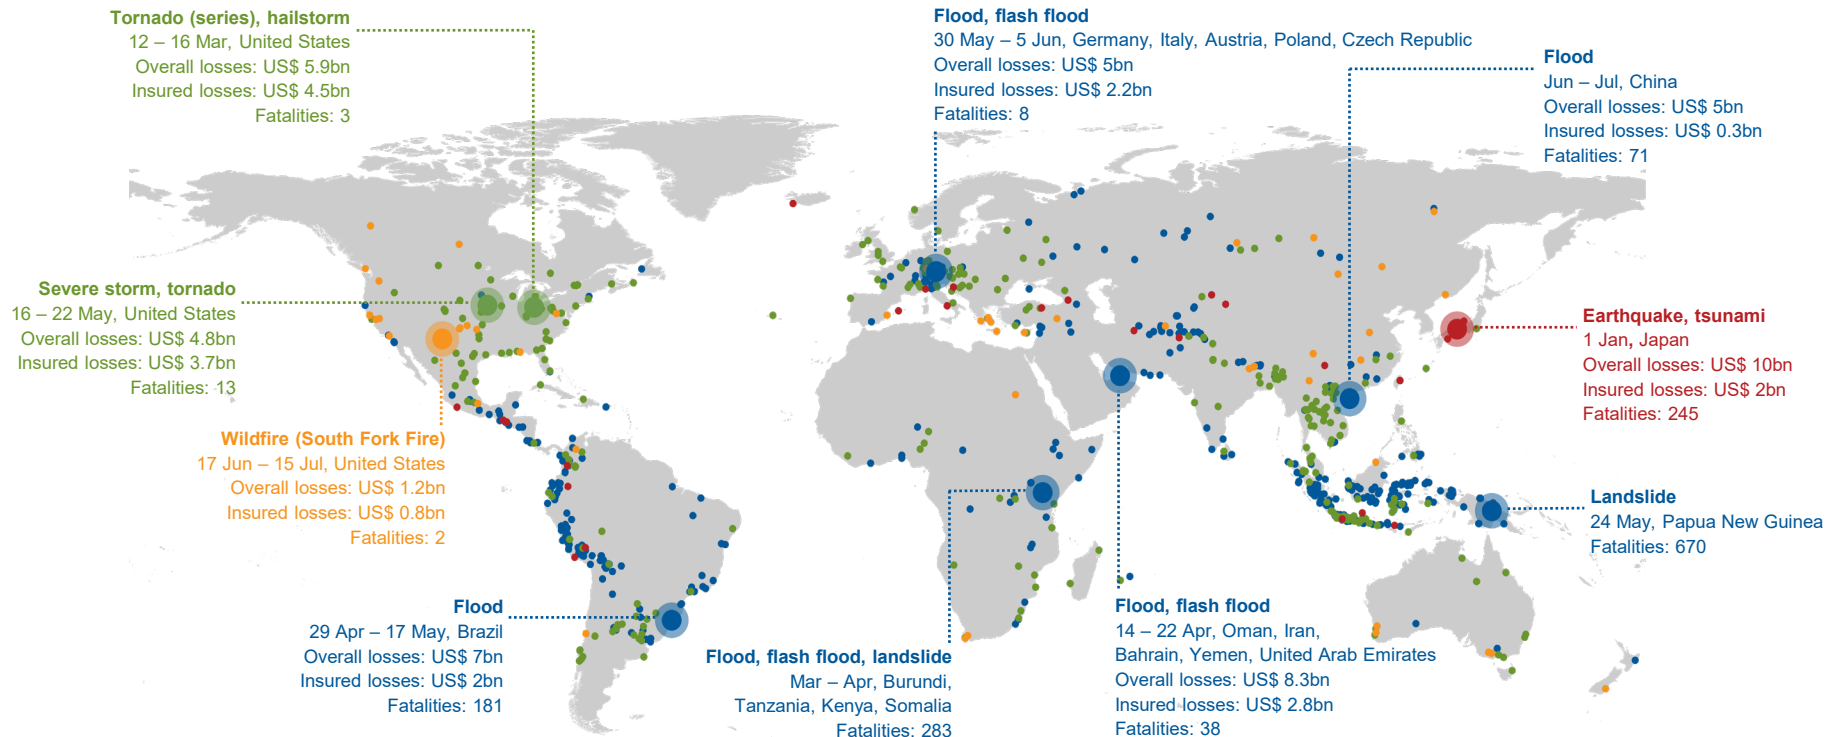 Tornado (series), hailstorm
12 – 16 Mar, United States
Overall losses: US$ 5.9bn
Insured losses: US$ 4.5bn
Fatalities: 3
Flood, flash flood
30 May – 5 Jun, Germany, Italy, Austria, Poland, Czech Republic
Overall losses: US$ 5bn
Insured losses: US$ 2.2bn
Fatalities: 8
Flood
Jun – Jul, China
Overall losses: US$ 5bn
Insured losses: US$ 0.3bn
Fatalities: 71
Severe storm, tornado
16 – 22 May, United States
Overall losses: US$ 4.8bn
Insured losses: US$ 3.7bn
Fatalities: 13
Earthquake, tsunami
1 Jan, Japan
Overall losses: US$ 10bn
Insured losses: US$ 2bn
Fatalities: 245
Wildfire (South Fork Fire)
17 Jun – 15 Jul, United States
Overall losses: US$ 1.2bn
Insured losses: US$ 0.8bn
Fatalities: 2
Landslide
24 May, Papua New Guinea
Fatalities: 670
Flood
29 Apr – 17 May, Brazil
Overall losses: US$ 7bn
Insured losses: US$ 2bn
Fatalities: 181
Flood, flash flood, landslide
Mar – Apr, Burundi,
Tanzania, Kenya, Somalia
Fatalities: 283
Flood, flash flood
14 – 22 Apr, Oman, Iran,
Bahrain, Yemen, United Arab Emirates
Overall losses: US$ 8.3bn
Insured losses: US$ 2.8bn
Fatalities: 38